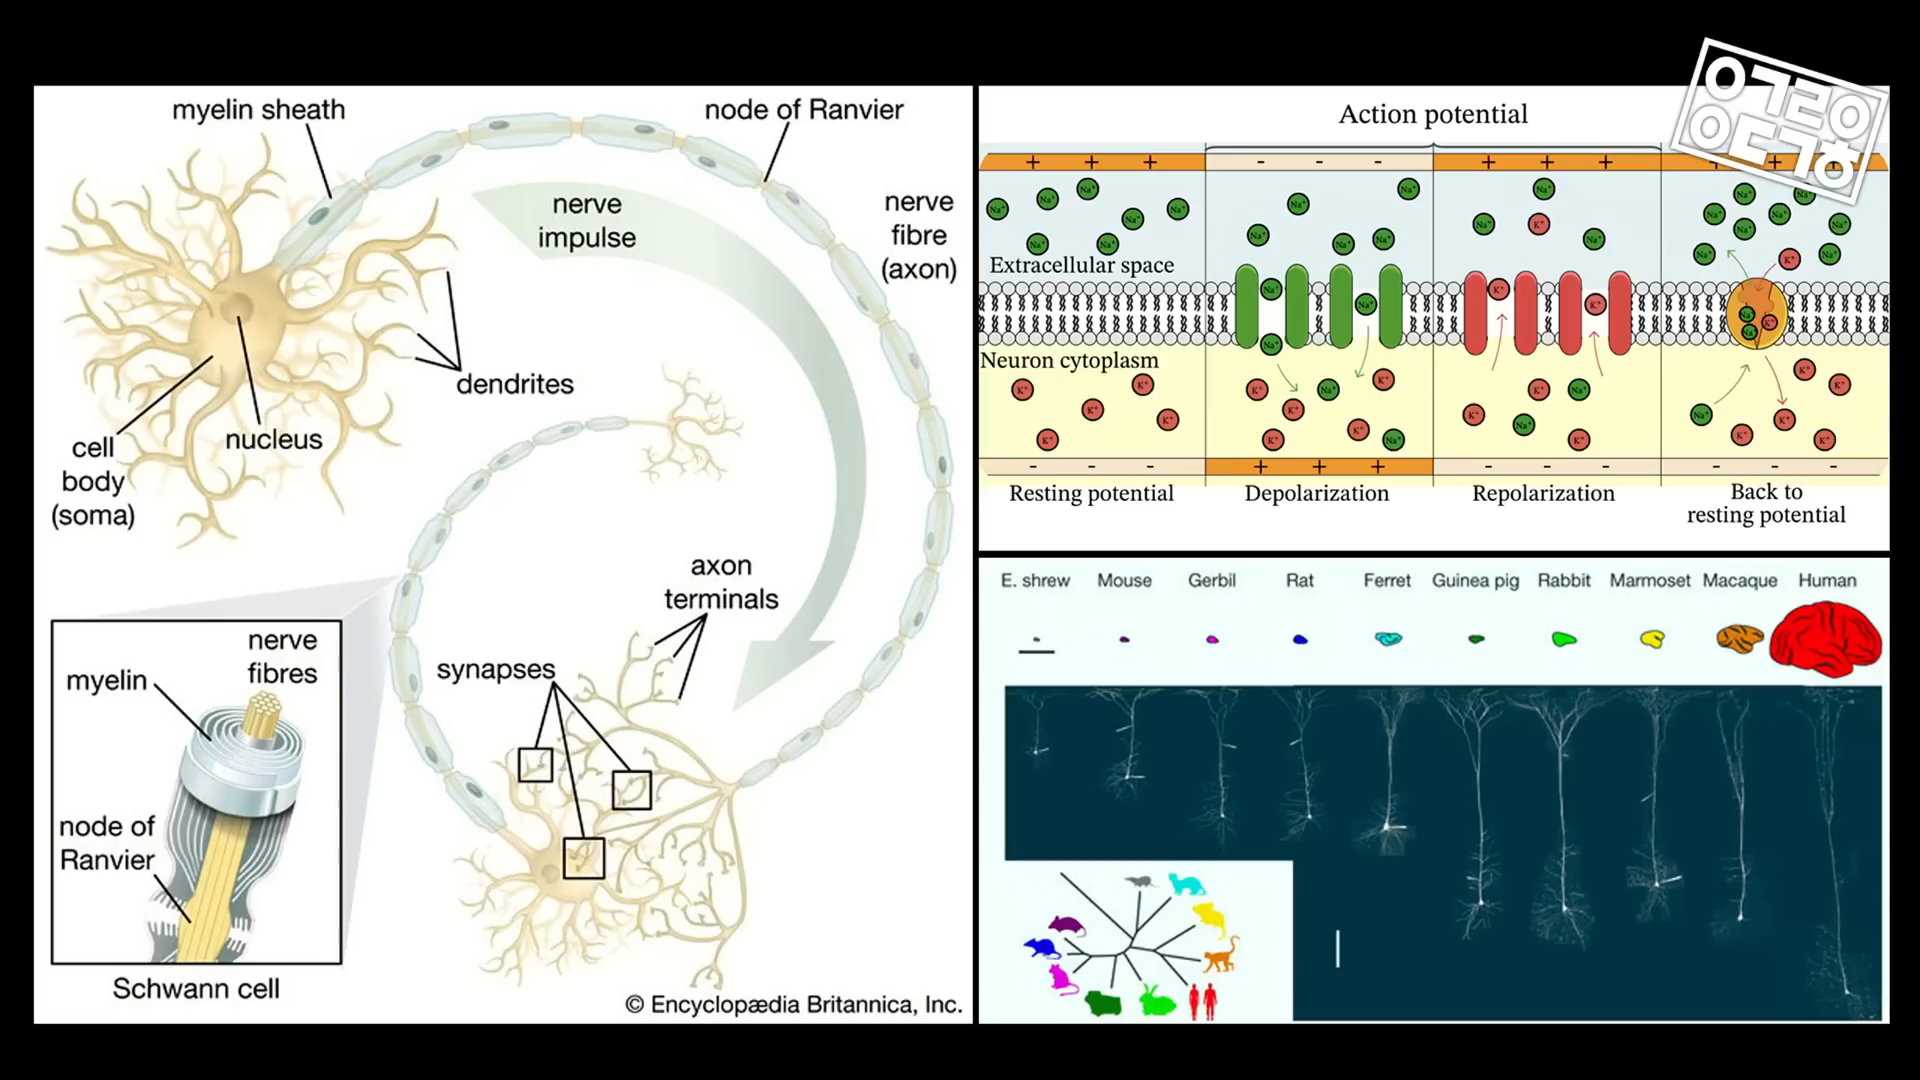 myelin sheath
node of Ranvier
nerve
impulse
nerve
fibre
(axon)
dendrites
nucleus
cell
body
(soma)
axon
terminals
synapses
nerve
fibres
myelin
node of
Ranvier
Schwann cell
© Encyclopædia Britannica, Inc.
Action potential
+ + +
- - -
+ + +
Na⁺
K⁺
Extracellular space
Neuron cytoplasm
- - -
+ + +
- - -
- - -
Resting potential
Depolarization
Repolarization
Back to
resting potential
E. shrew
Mouse
Gerbil
Rat
Ferret
Guinea pig
Rabbit
Marmoset
Macaque
Human